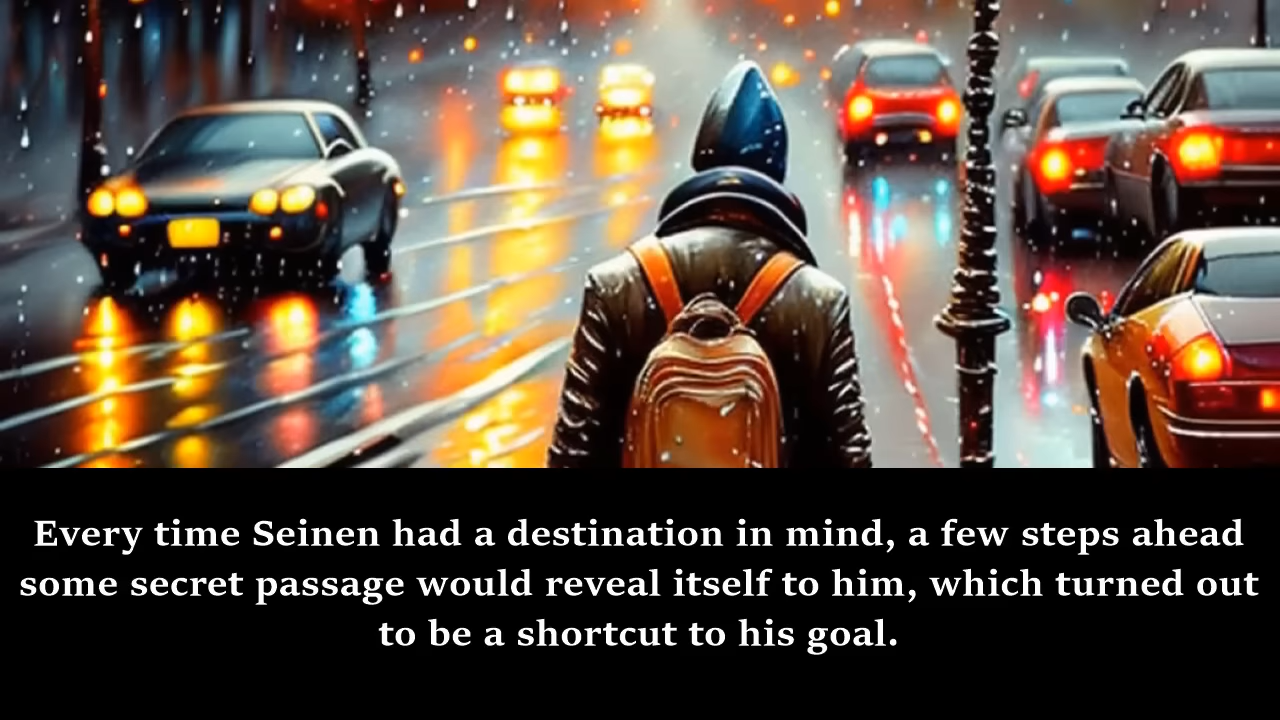 Every time Seinen had a destination in mind, a few steps ahead
some secret passage would reveal itself to him, which turned out
to be a shortcut to his goal.